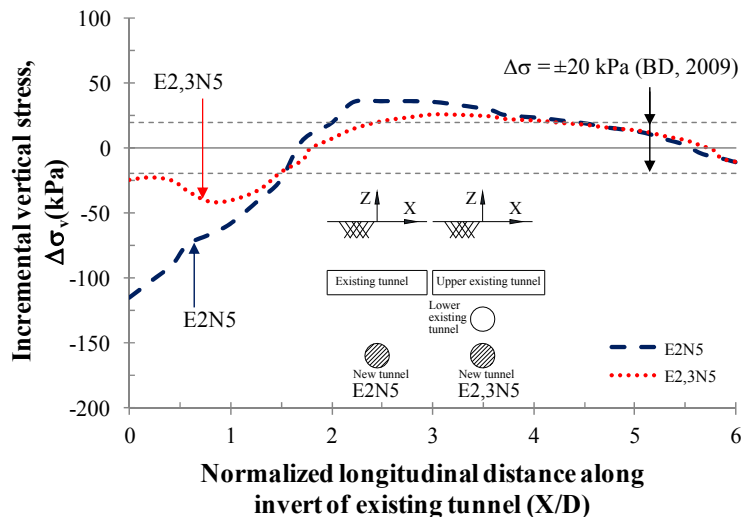 Incremental vertical stress,
Δσv(kPa)
100
50
0
-50
-100
-150
-200
0
1
2
3
4
5
6
Δσ = ±20 kPa (BD, 2009)
E2,3N5
E2N5
Z
X
Z
X
Existing tunnel
Upper existing tunnel
Lower
existing
tunnel
New tunnel
E2N5
New tunnel
E2,3N5
E2N5
E2,3N5
Normalized longitudinal distance along
invert of existing tunnel (X/D)